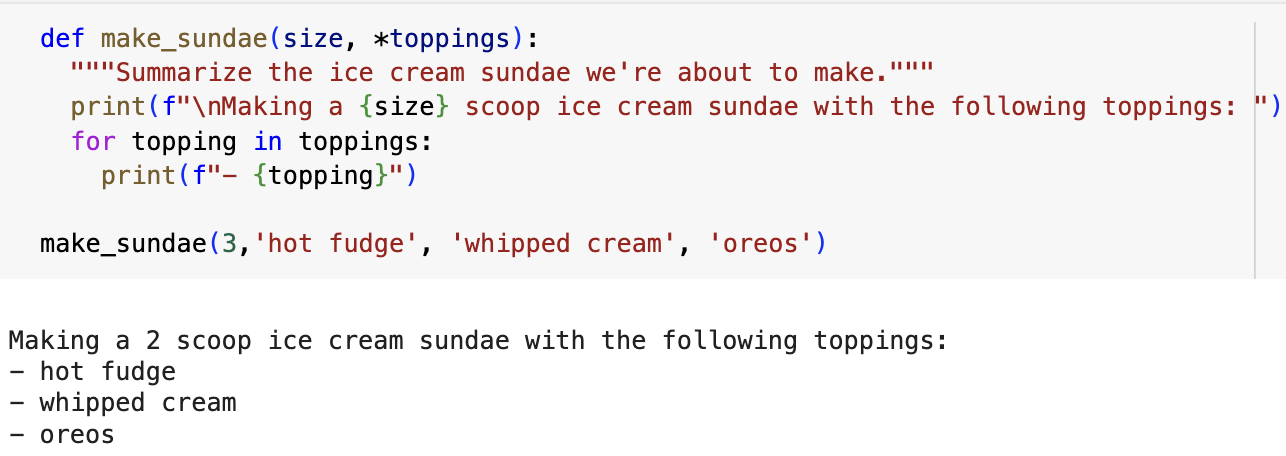 def make_sundae(size, *toppings):
  """Summarize the ice cream sundae we're about to make."""
  print(f"\nMaking a {size} scoop ice cream sundae with the following toppings: ")
  for topping in toppings:
    print(f"- {topping}")
make_sundae(3,'hot fudge', 'whipped cream', 'oreos')
Making a 2 scoop ice cream sundae with the following toppings:
- hot fudge
- whipped cream
- oreos